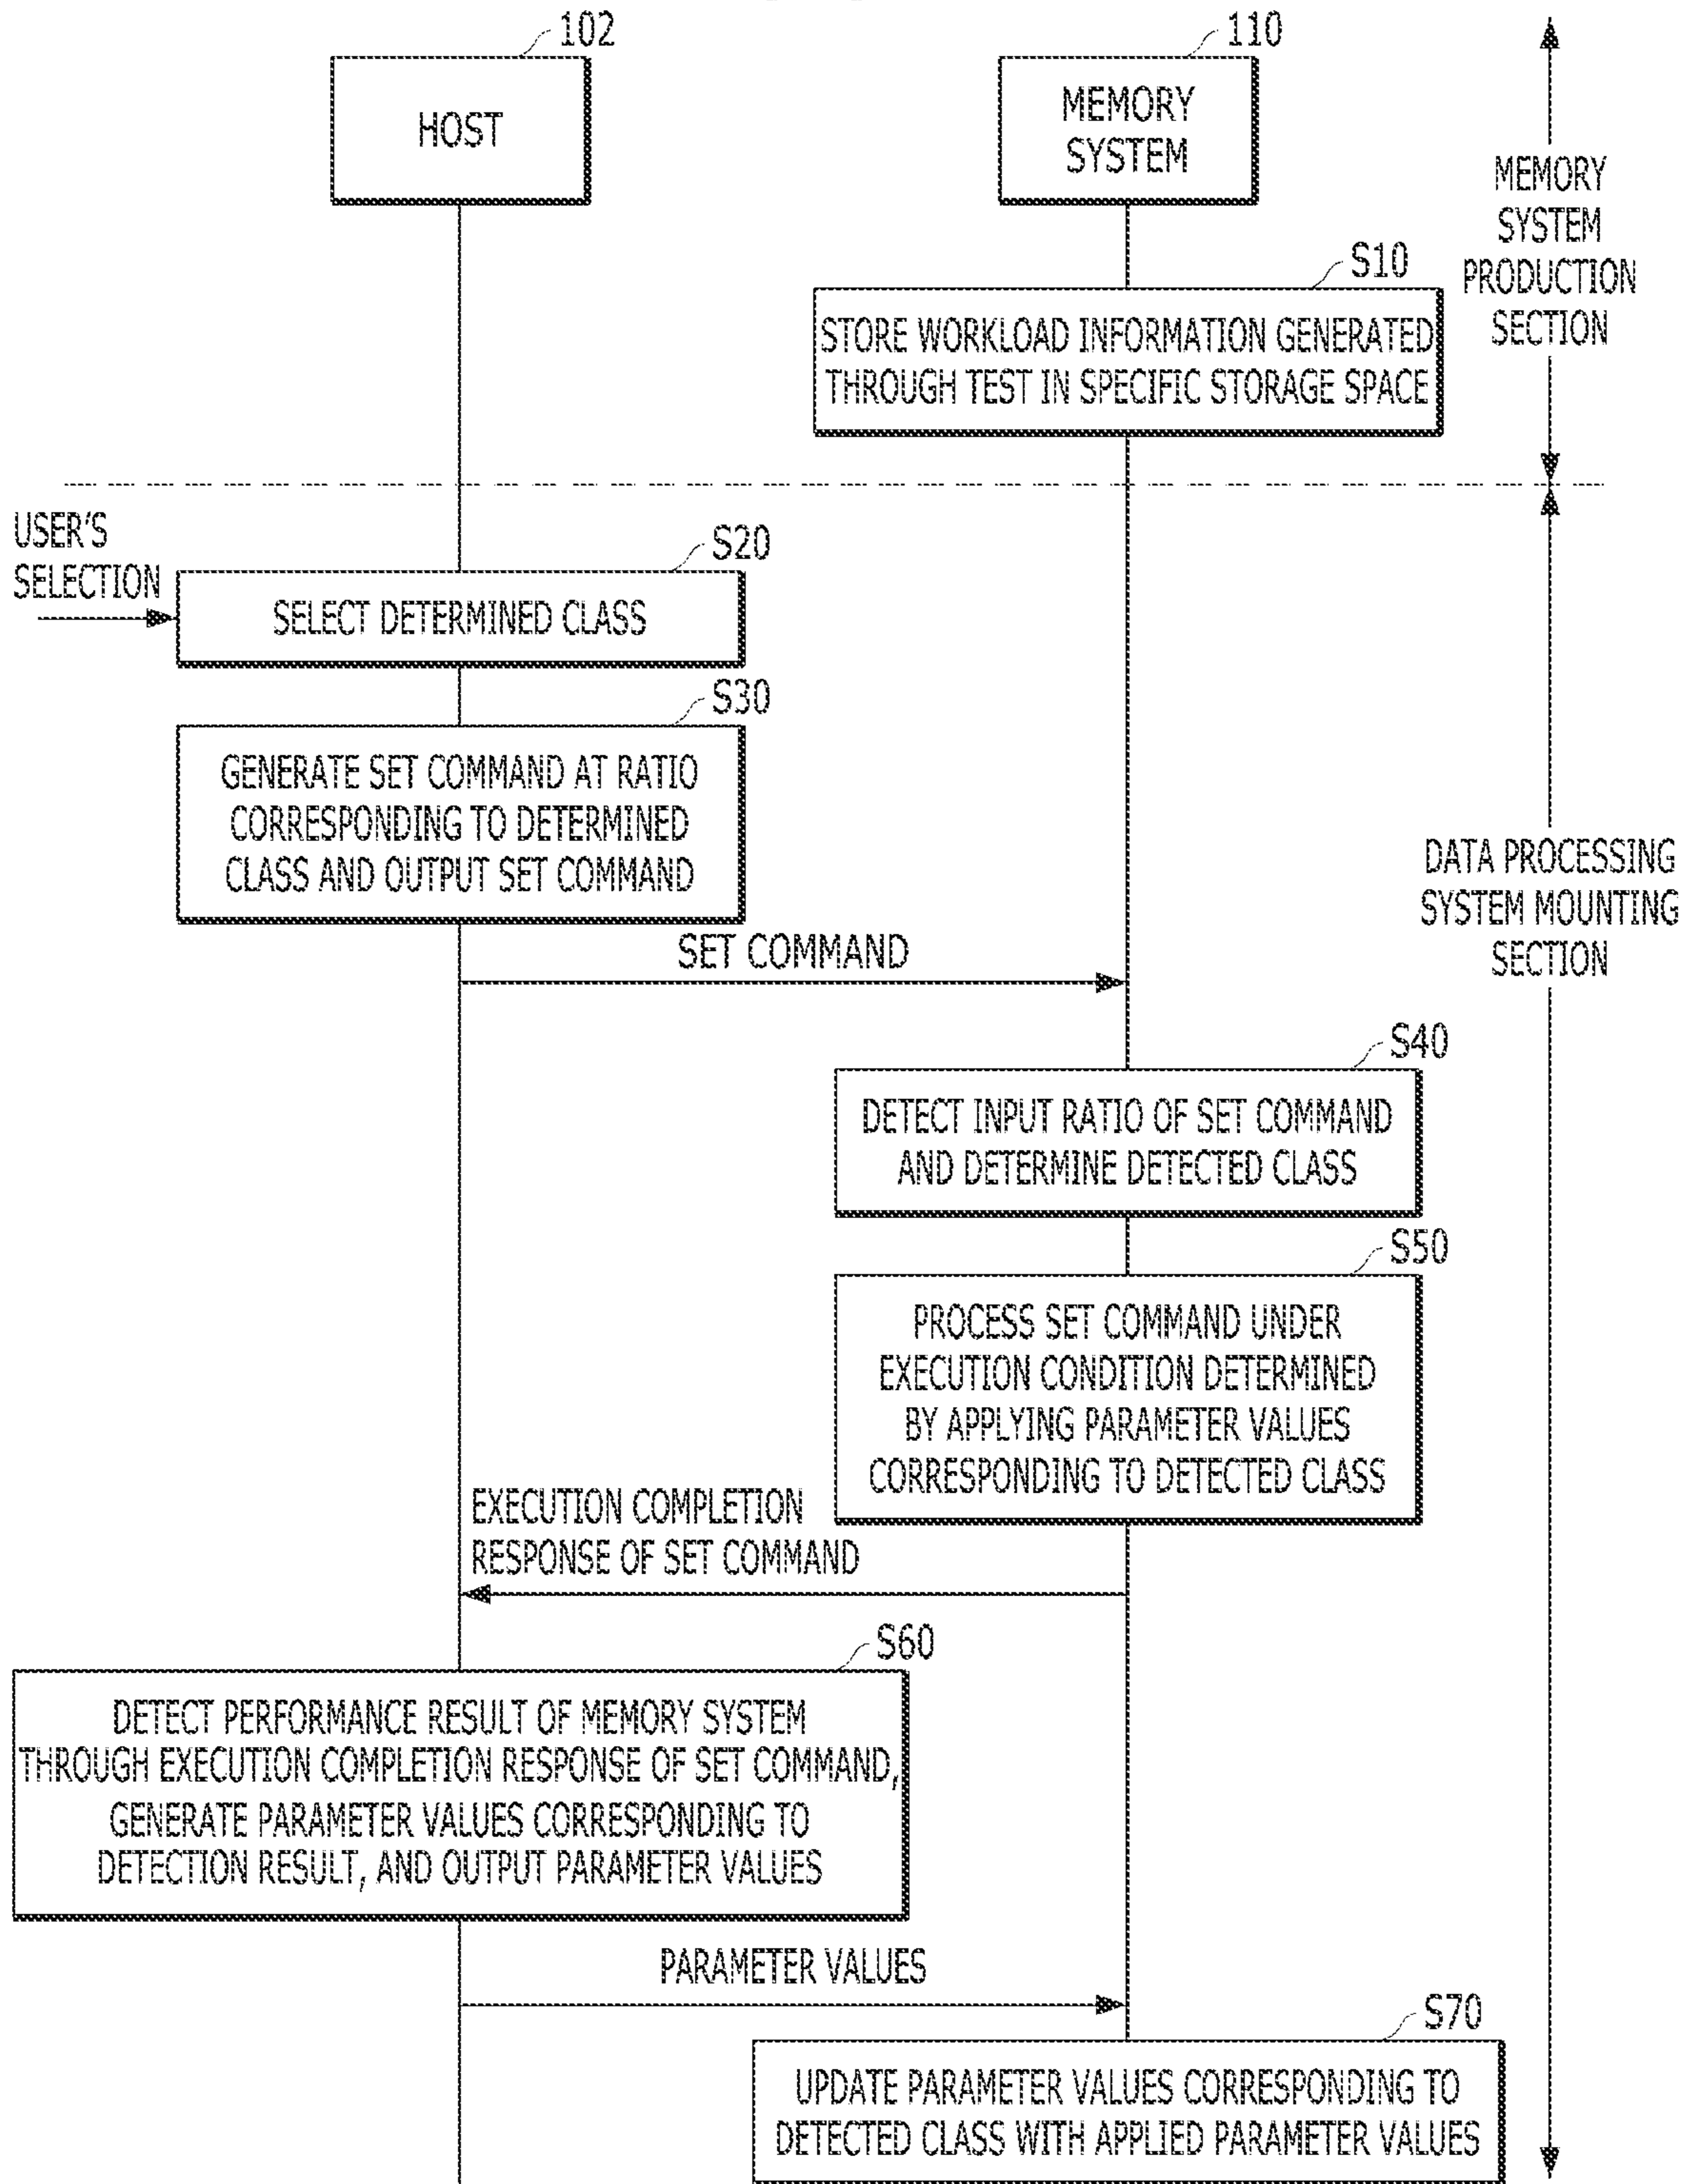 102
HOST
110
MEMORY
SYSTEM
MEMORY
SYSTEM
PRODUCTION
SECTION
S10
STORE WORKLOAD INFORMATION GENERATED
THROUGH TEST IN SPECIFIC STORAGE SPACE
USER'S
SELECTION
S20
SELECT DETERMINED CLASS
S30
GENERATE SET COMMAND AT RATIO
CORRESPONDING TO DETERMINED
CLASS AND OUTPUT SET COMMAND
DATA PROCESSING
SYSTEM MOUNTING
SECTION
SET COMMAND
S40
DETECT INPUT RATIO OF SET COMMAND
AND DETERMINE DETECTED CLASS
S50
PROCESS SET COMMAND UNDER
EXECUTION CONDITION DETERMINED
BY APPLYING PARAMETER VALUES
CORRESPONDING TO DETECTED CLASS
EXECUTION COMPLETION
RESPONSE OF SET COMMAND
S60
DETECT PERFORMANCE RESULT OF MEMORY SYSTEM
THROUGH EXECUTION COMPLETION RESPONSE OF SET COMMAND,
GENERATE PARAMETER VALUES CORRESPONDING TO
DETECTION RESULT, AND OUTPUT PARAMETER VALUES
PARAMETER VALUES
S70
UPDATE PARAMETER VALUES CORRESPONDING TO
DETECTED CLASS WITH APPLIED PARAMETER VALUES